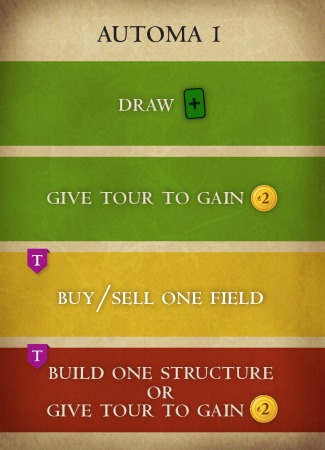 AUTOMA 1
DRAW +
GIVE TOUR TO GAIN 2
T
BUY/SELL ONE FIELD
T
BUILD ONE STRUCTURE
OR
GIVE TOUR TO GAIN 2